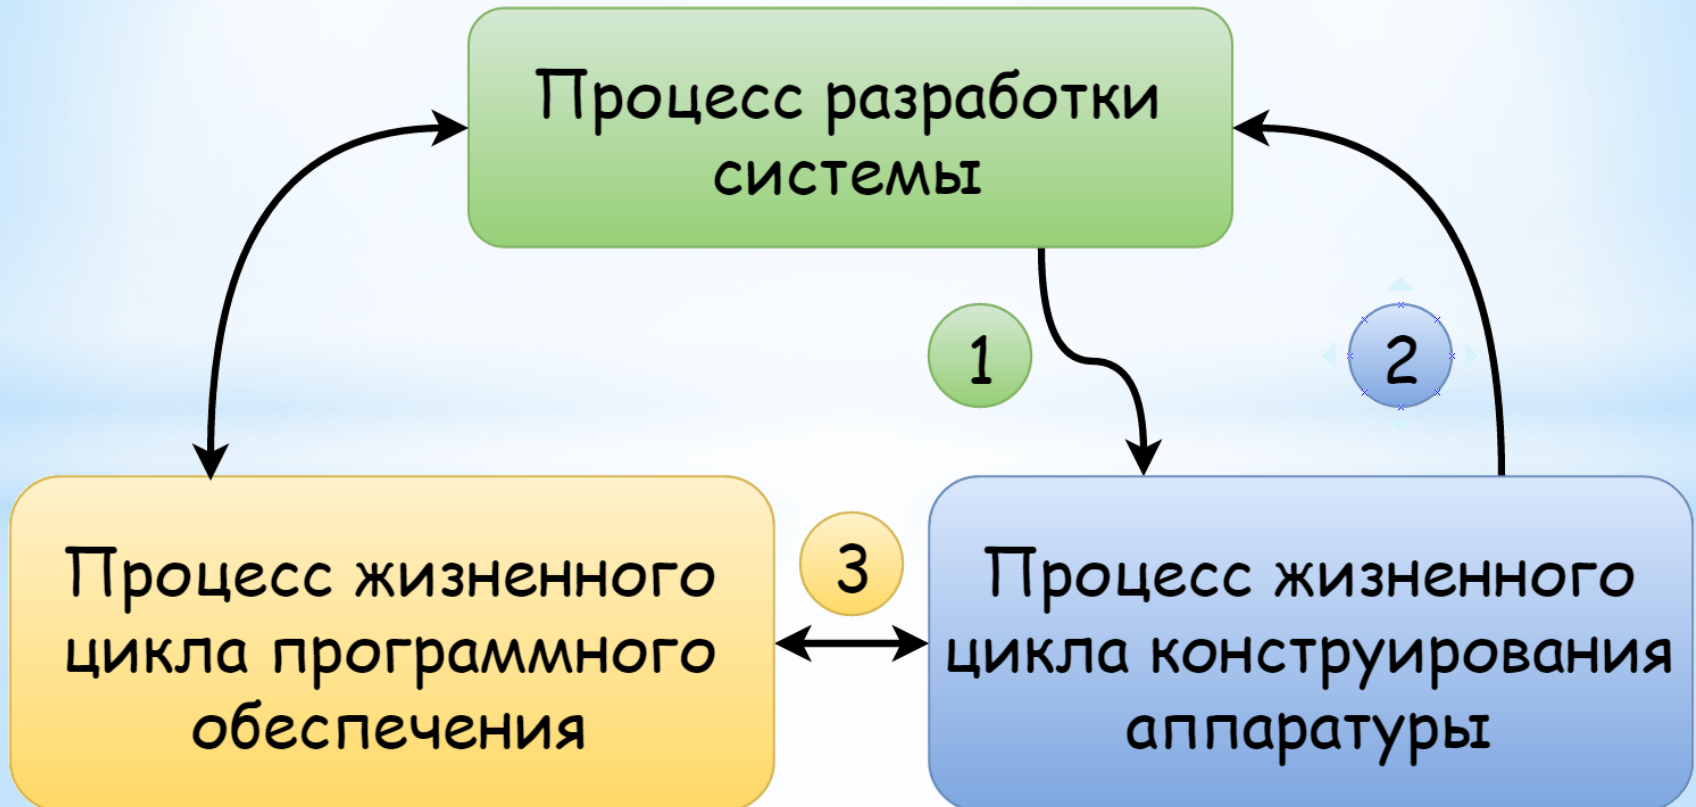 Процесс разработки
системы
1
2
3
Процесс жизненного
цикла программного
обеспечения
Процесс жизненного
цикла конструирования
аппаратуры